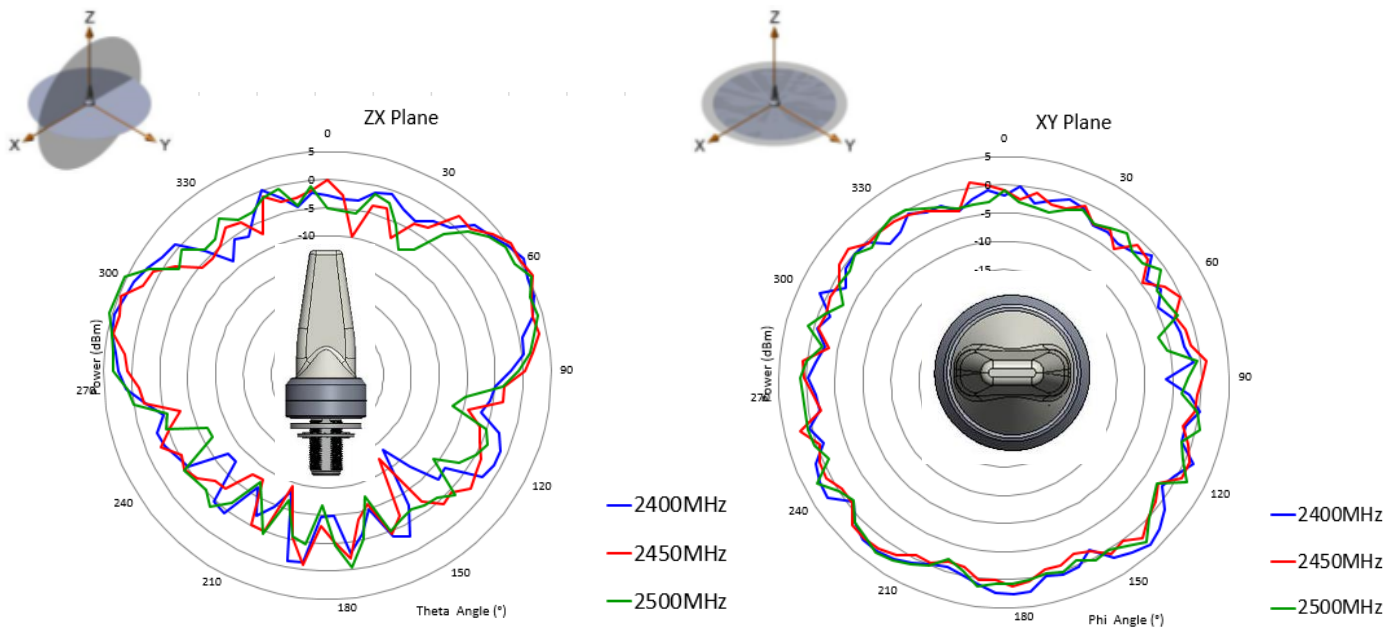 Z
X
Y
ZX Plane
0
5
0
-5
-10
30
60
90
120
150
180
210
240
270
300
330
Power (dBm)
Theta Angle (°)
2400MHz
2450MHz
2500MHz
Z
X
Y
XY Plane
0
5
0
-5
-10
-15
30
60
90
120
150
180
210
240
270
300
330
Power (dBm)
Phi Angle (°)
2400MHz
2450MHz
2500MHz